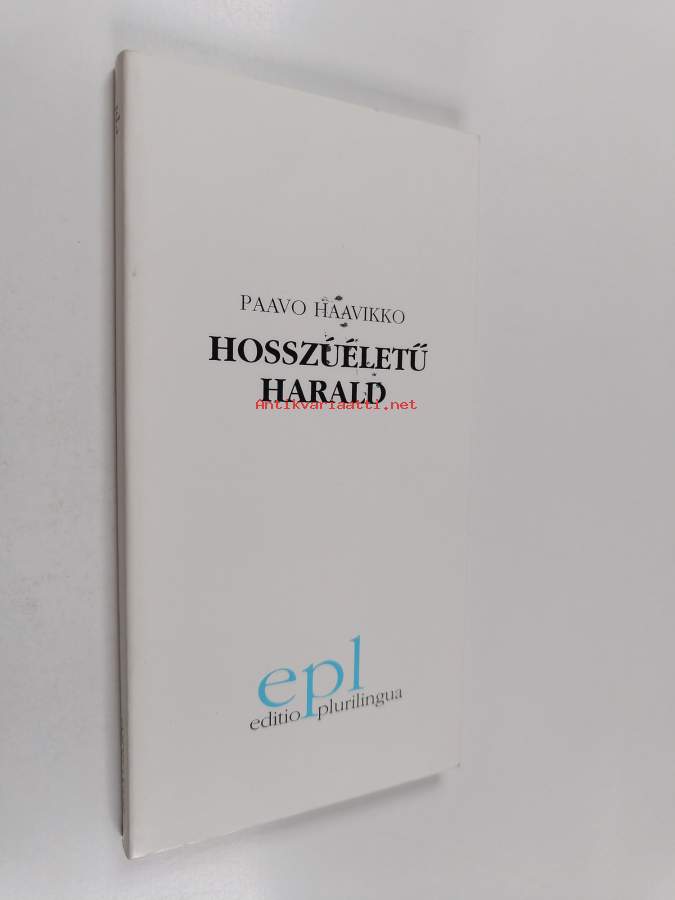 PAAVO HAAVIKKO
HOSSZÚÉLETŰ
HARALD
Antikvariaatti.net
epl
editio plurilingua